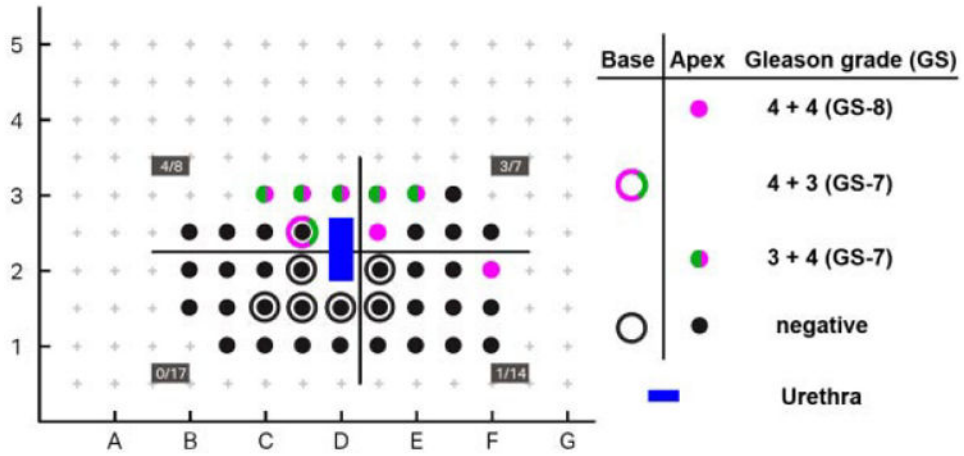 5
4
3
2
1
4/8
3/7
0/17
1/14
A B C D E F G
Base Apex Gleason grade (GS)
4 + 4 (GS-8)
4 + 3 (GS-7)
3 + 4 (GS-7)
negative
Urethra